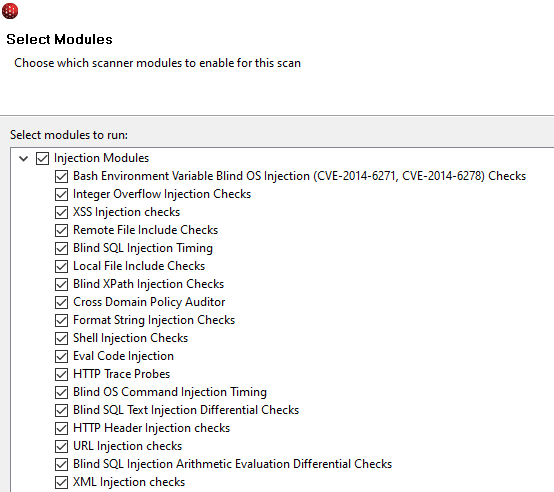 Select Modules
Choose which scanner modules to enable for this scan
Select modules to run:
Injection Modules
Bash Environment Variable Blind OS Injection (CVE-2014-6271, CVE-2014-6278) Checks
Integer Overflow Injection Checks
XSS Injection checks
Remote File Include Checks
Blind SQL Injection Timing
Local File Include Checks
Blind XPath Injection Checks
Cross Domain Policy Auditor
Format String Injection Checks
Shell Injection Checks
Eval Code Injection
HTTP Trace Probes
Blind OS Command Injection Timing
Blind SQL Text Injection Differential Checks
HTTP Header Injection checks
URL Injection checks
Blind SQL Injection Arithmetic Evaluation Differential Checks
XML Injection checks